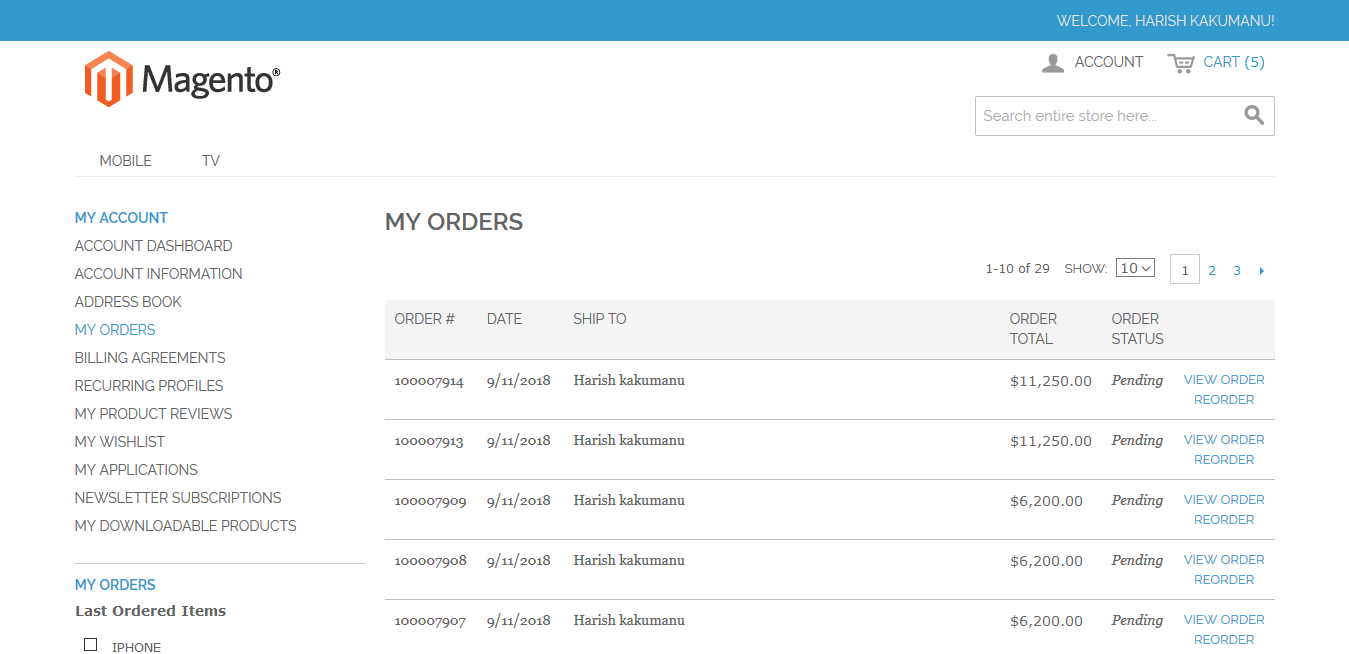 WELCOME, HARISH KAKUMANU!
Magento®
ACCOUNT CART (5)
Search entire store here...
MOBILE TV
MY ACCOUNT
ACCOUNT DASHBOARD
ACCOUNT INFORMATION
ADDRESS BOOK
MY ORDERS
BILLING AGREEMENTS
RECURRING PROFILES
MY PRODUCT REVIEWS
MY WISHLIST
MY APPLICATIONS
NEWSLETTER SUBSCRIPTIONS
MY DOWNLOADABLE PRODUCTS
MY ORDERS
Last Ordered Items
IPHONE
MY ORDERS
1-10 of 29 SHOW: 10 1 2 3
ORDER # DATE SHIP TO ORDER TOTAL ORDER STATUS
100007914 9/11/2018 Harish kakumanu $11,250.00 Pending VIEW ORDER
REORDER
100007913 9/11/2018 Harish kakumanu $11,250.00 Pending VIEW ORDER
REORDER
100007909 9/11/2018 Harish kakumanu $6,200.00 Pending VIEW ORDER
REORDER
100007908 9/11/2018 Harish kakumanu $6,200.00 Pending VIEW ORDER
REORDER
100007907 9/11/2018 Harish kakumanu $6,200.00 Pending VIEW ORDER
REORDER